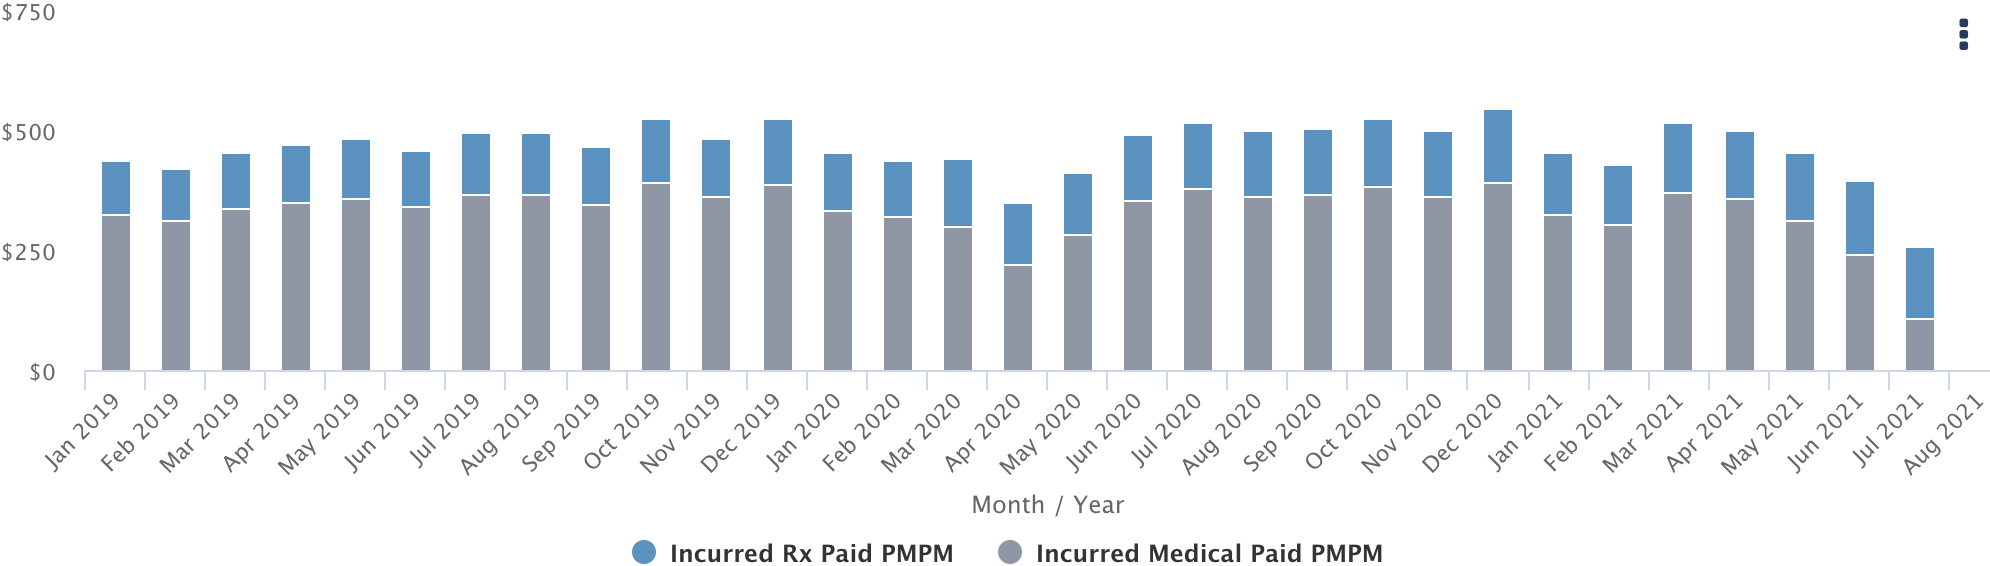 $750
$500
$250
$0
Jan 2019
Feb 2019
Mar 2019
Apr 2019
May 2019
Jun 2019
Jul 2019
Aug 2019
Sep 2019
Oct 2019
Nov 2019
Dec 2019
Jan 2020
Feb 2020
Mar 2020
Apr 2020
May 2020
Jun 2020
Jul 2020
Aug 2020
Sep 2020
Oct 2020
Nov 2020
Dec 2020
Jan 2021
Feb 2021
Mar 2021
Apr 2021
May 2021
Jun 2021
Jul 2021
Aug 2021
Month / Year
Incurred Rx Paid PMPM
Incurred Medical Paid PMPM